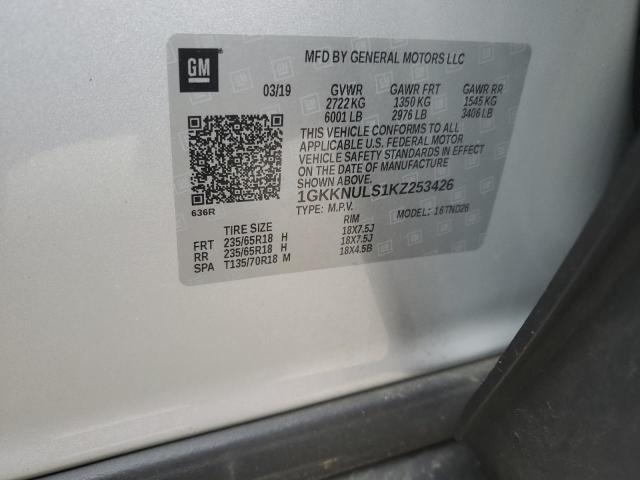 GM
MFD BY GENERAL MOTORS LLC
03/19 GVWR GAWR FRT GAWR RR
2722 KG 1350 KG 1545 KG
6001 LB 2976 LB 3406 LB
THIS VEHICLE CONFORMS TO ALL
APPLICABLE U.S. FEDERAL MOTOR
VEHICLE SAFETY STANDARDS IN EFFECT
ON THE DATE OF MANUFACTURE
SHOWN ABOVE.
1GKKNULS1KZ253426
636R
TYPE: M.P.V. MODEL: 16TND26
TIRE SIZE RIM
FRT 235/65R18 H 18X7.5J
RR 235/65R18 H 18X7.5J
SPA T135/70R18 M 18X4.5B